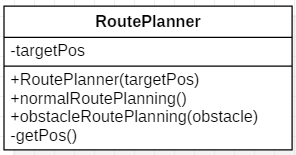 RoutePlanner
-targetPos
+RoutePlanner(targetPos)
+normalRoutePlanning()
+obstacleRoutePlanning(obstacle)
-getPos()